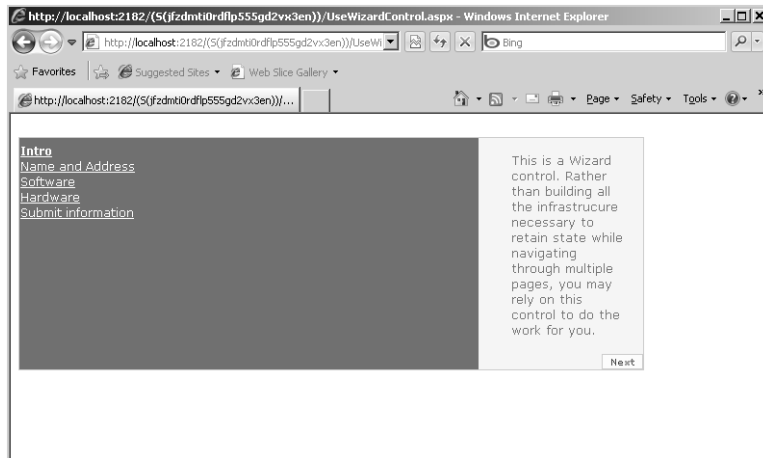 http://localhost:2182/(S(jfzdmti0rdflp555gd2vx3en))/UseWizardControl.aspx - Windows Internet Explorer
http://localhost:2182/(S(jfzdmti0rdflp555gd2vx3en))/UseWi
Bing
Favorites Suggested Sites Web Slice Gallery
http://localhost:2182/(S(jfzdmti0rdflp555gd2vx3en))/...
Page Safety Tools
Intro
Name and Address
Software
Hardware
Submit information
This is a Wizard
control. Rather
than building all
the infrastrucure
necessary to
retain state while
navigating
through multiple
pages, you may
rely on this
control to do the
work for you.
Next